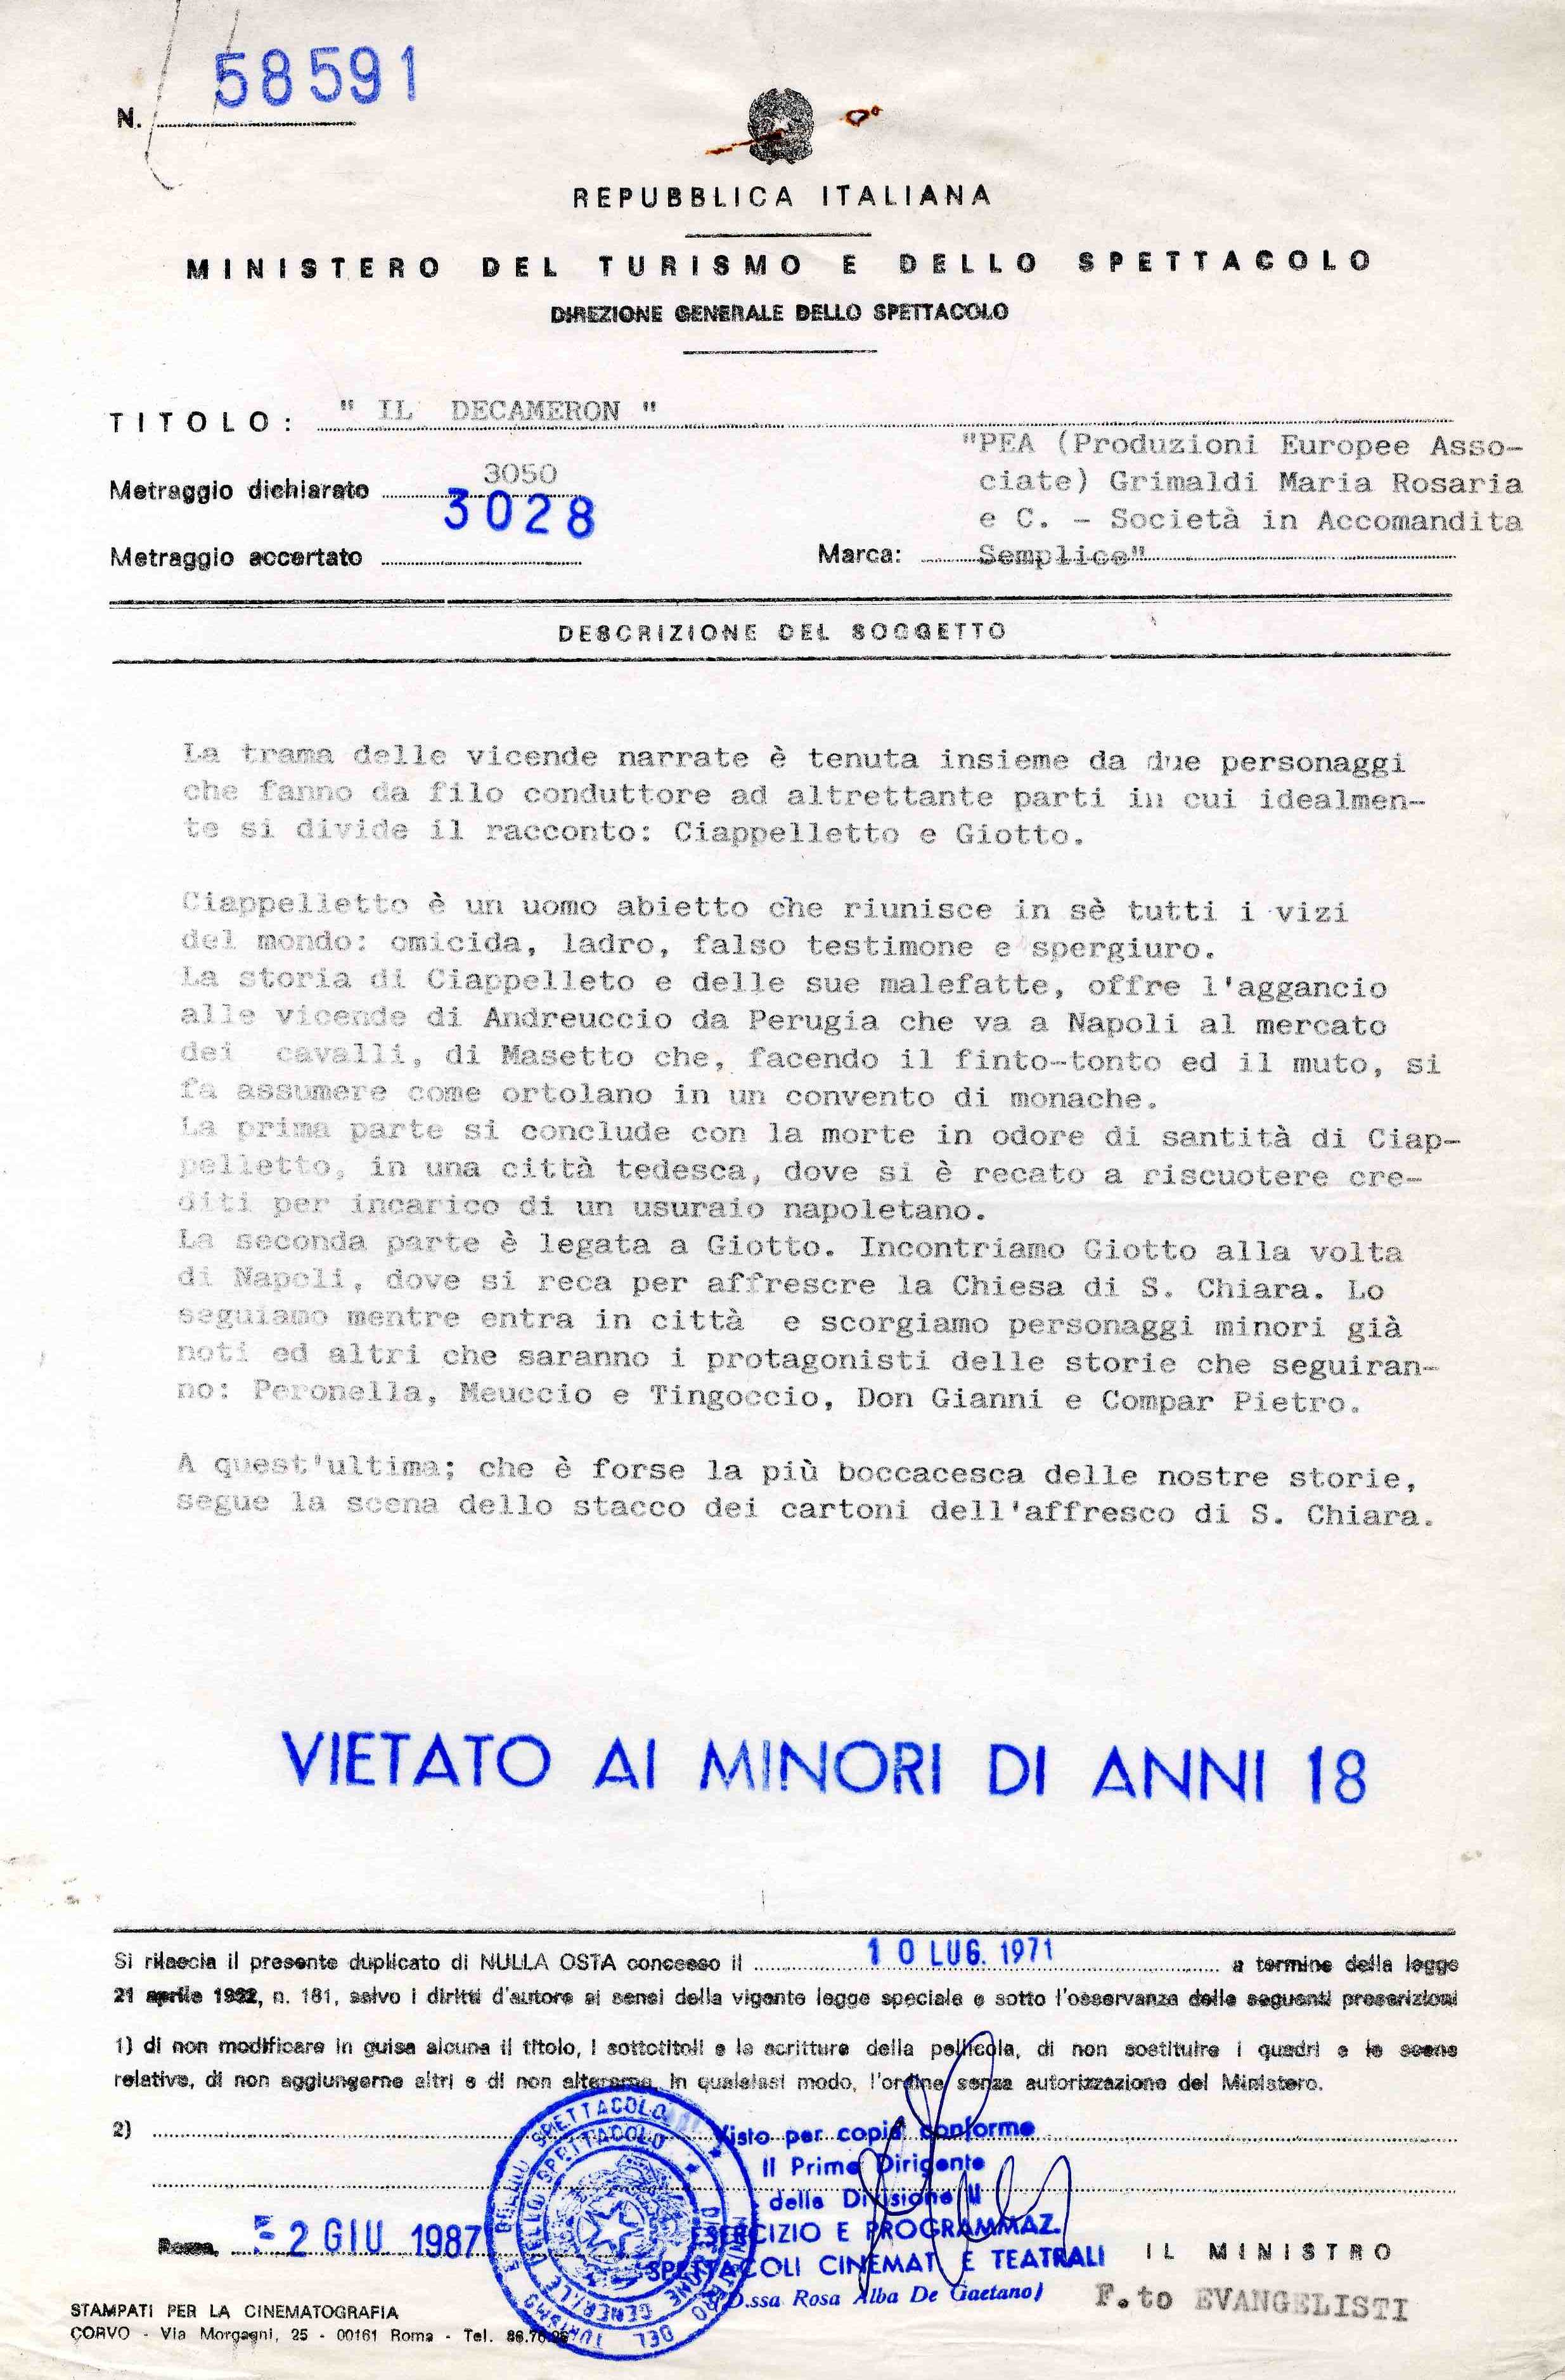 58591
N.
REPUBBLICA ITALIANA
MINISTERO DEL TURISMO E DELLO SPETTACOLO
DIREZIONE GENERALE DELLO SPETTACOLO
TITOLO: " IL DECAMERON "
"PEA (Produzioni Europee Asso-
Metraggio dichiarato 3050
ciate) Grimaldi Maria Rosaria
3028
e C. - Società in Accomandita
Metraggio accertato
Marca: Semplice"
DESCRIZIONE DEL SOGGETTO
La trama delle vicende narrate è tenuta insieme da due personaggi
che fanno da filo conduttore ad altrettante parti in cui idealmen-
te si divide il racconto: Ciappelletto e Giotto.
Ciappelletto è un uomo abietto che riunisce in sè tutti i vizi
del mondo: omicida, ladro, falso testimone e spergiuro.
La storia di Ciappelleto e delle sue malefatte, offre l'aggancio
alle vicende di Andreuccio da Perugia che va a Napoli al mercato
dei cavalli, di Masetto che, facendo il finto-tonto ed il muto, si
fa assumere come ortolano in un convento di monache.
La prima parte si conclude con la morte in odore di santità di Ciap-
pelletto, in una città tedesca, dove si è recato a riscuotere cre-
diti per incarico di un usuraio napoletano.
La seconda parte è legata a Giotto. Incontriamo Giotto alla volta
di Napoli, dove si reca per affrescre la Chiesa di S. Chiara. Lo
seguiamo mentre entra in città e scorgiamo personaggi minori già
noti ed altri che saranno i protagonisti delle storie che seguiran-
no: Peronella, Meuccio e Tingoccio, Don Gianni e Compar Pietro.
A quest'ultima; che è forse la più boccacesca delle nostre storie,
segue la scena dello stacco dei cartoni dell'affresco di S. Chiara.
VIETATO AI MINORI DI ANNI 18
Si rilascia il presente duplicato di NULLA OSTA concesso il 10 LUG. 1971 a termine della legge
21 aprile 1962, n. 181, salvo i diritti d'autore ai sensi della vigente legge speciale e sotto l'osservanza delle seguenti prescrizioni
1) di non modificare in guisa alcuna il titolo, i sottotitoli e le scritture della pellicola, di non sostituire i quadri e le scene
relative, di non aggiungerne altri e di non alterarne, in qualsiasi modo, l'ordine senza autorizzazione del Ministero.
2)
Visto per copia conforme
Il Primo Dirigente
della Divisione II
ESERCIZIO E PROGRAMMAZ.
SPETTACOLI CINEMAT. E TEATRALI
(D.ssa Rosa Alba De Gaetano)
Roma, 2 GIU 1987
IL MINISTRO
F.to EVANGELISTI
STAMPATI PER LA CINEMATOGRAFIA
CORVO - Via Morgagni, 25 - 00161 Roma - Tel.